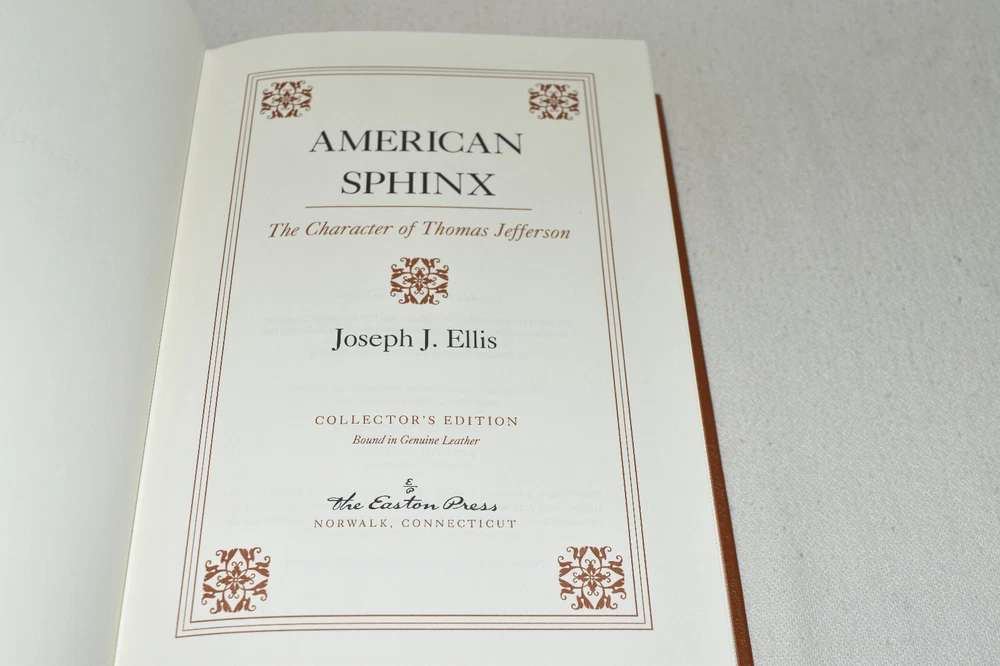 AMERICAN
SPHINX
The Character of Thomas Jefferson
Joseph J. Ellis
COLLECTOR'S EDITION
Bound in Genuine Leather
E
P
the Easton Press
NORWALK, CONNECTICUT